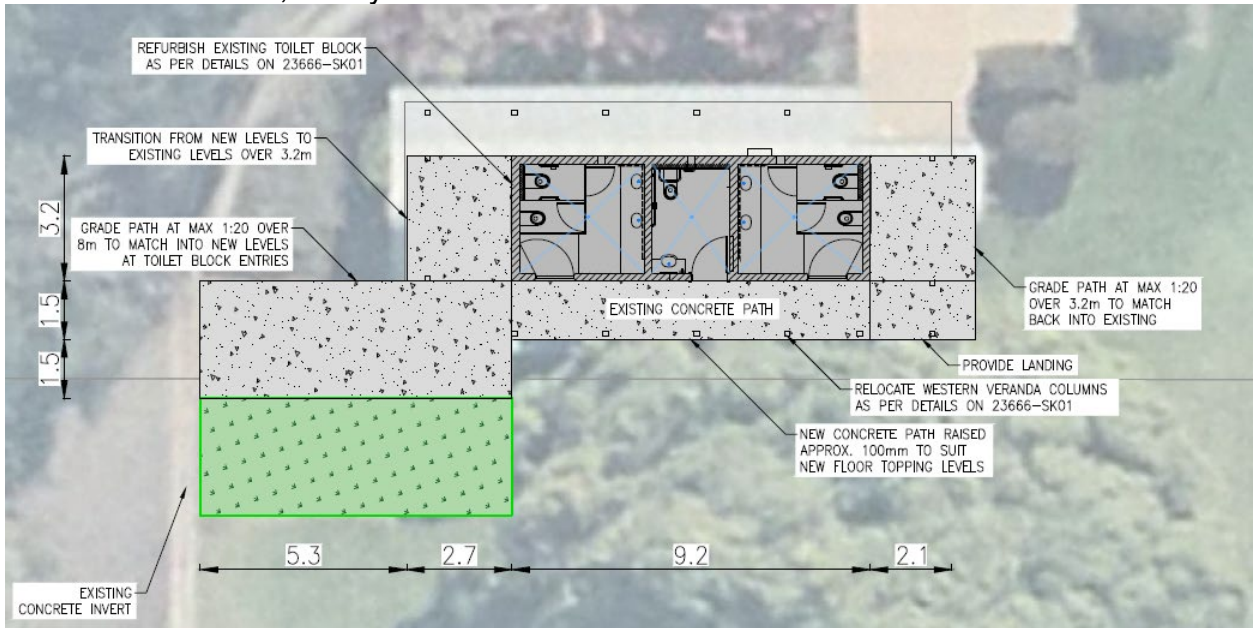 REFURBISH EXISTING TOILET BLOCK
AS PER DETAILS ON 23666-SK01
TRANSITION FROM NEW LEVELS TO
EXISTING LEVELS OVER 3.2m
GRADE PATH AT MAX 1:20 OVER
8m TO MATCH INTO NEW LEVELS
AT TOILET BLOCK ENTRIES
3.2
1.5
1.5
EXISTING CONCRETE PATH
GRADE PATH AT MAX 1:20
OVER 3.2m TO MATCH
BACK INTO EXISTING
PROVIDE LANDING
RELOCATE WESTERN VERANDA COLUMNS
AS PER DETAILS ON 23666-SK01
NEW CONCRETE PATH RAISED
APPROX. 100mm TO SUIT
NEW FLOOR TOPPING LEVELS
5.3
2.7
9.2
2.1
EXISTING
CONCRETE INVERT